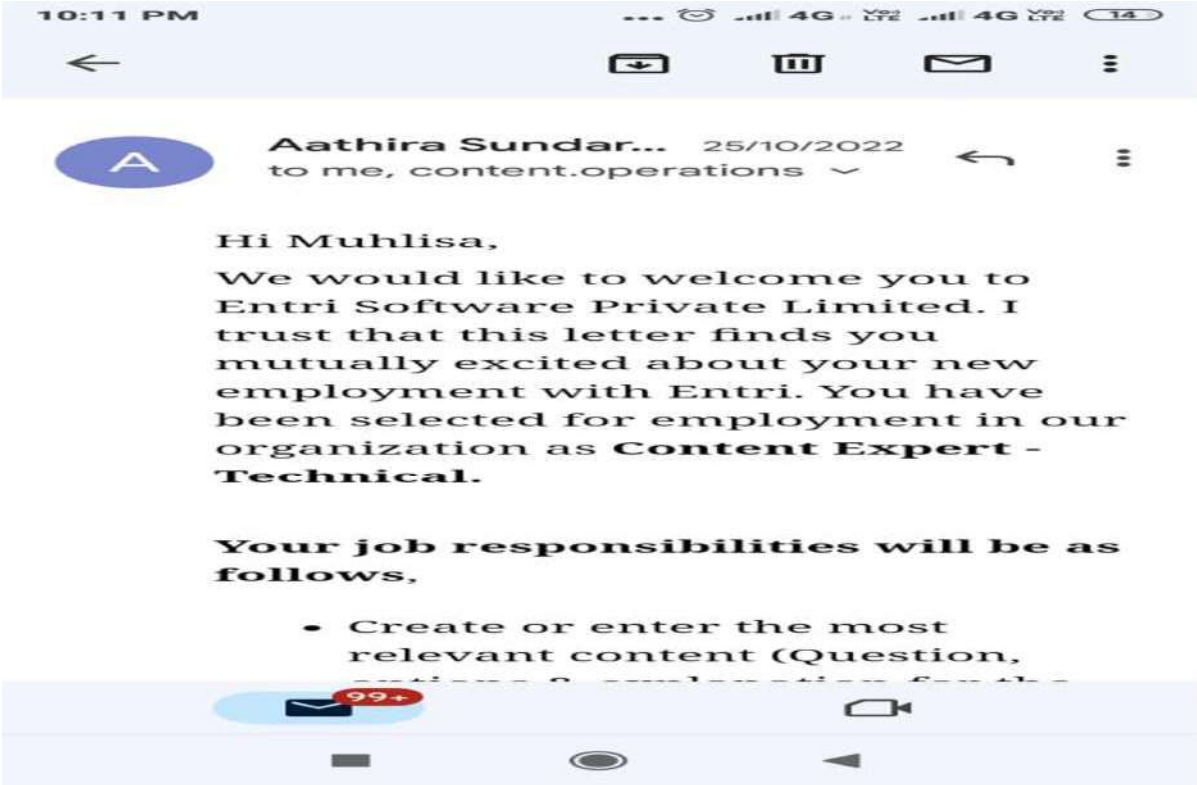 10:11 PM 4G VoLTE 4G VoLTE 14
A
Aathira Sundar... 25/10/2022
to me, content.operations
Hi Muhlisa,
We would like to welcome you to
Entri Software Private Limited. I
trust that this letter finds you
mutually excited about your new
employment with Entri. You have
been selected for employment in our
organization as Content Expert -
Technical.
Your job responsibilities will be as
follows,
• Create or enter the most
relevant content (Question,
99+